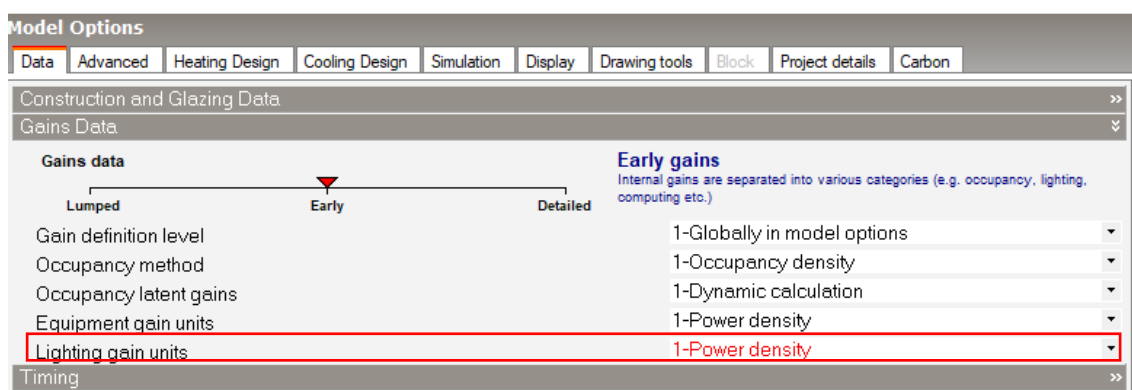 Model Options
Data Advanced Heating Design Cooling Design Simulation Display Drawing tools Block Project details Carbon
Construction and Glazing Data »
Gains Data
Gains data
Lumped Early Detailed
Early gains
Internal gains are separated into various categories (e.g. occupancy, lighting,
computing etc.)
Gain definition level 1-Globally in model options
Occupancy method 1-Occupancy density
Occupancy latent gains 1-Dynamic calculation
Equipment gain units 1-Power density
Lighting gain units 1-Power density
Timing »